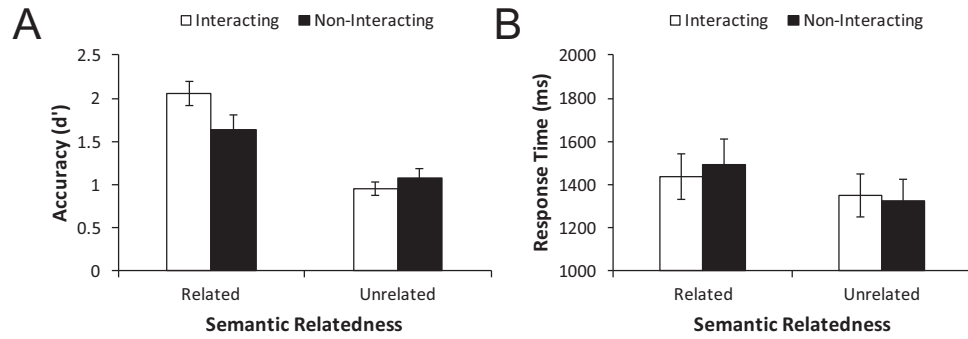 A
Interacting Non-Interacting
2.5
2
1.5
1
0.5
0
Accuracy (d')
Related Unrelated
Semantic Relatedness
B
Interacting Non-Interacting
2000
1800
1600
1400
1200
1000
Response Time (ms)
Related Unrelated
Semantic Relatedness